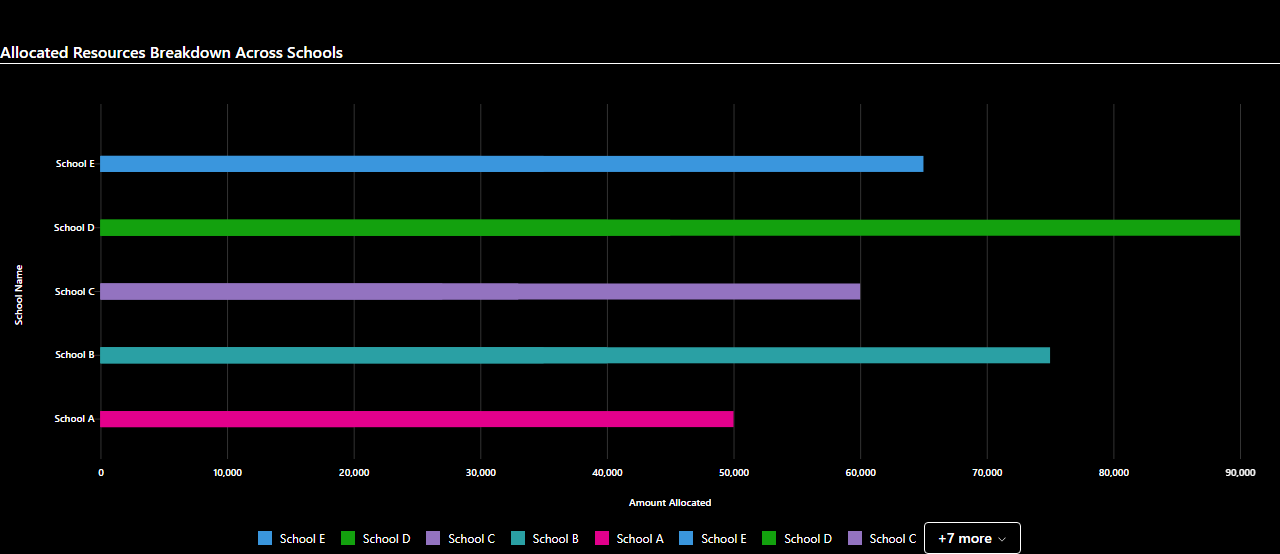 Allocated Resources Breakdown Across Schools
School Name
School E
School D
School C
School B
School A
0 10,000 20,000 30,000 40,000 50,000 60,000 70,000 80,000 90,000
Amount Allocated
School E School D School C School B School A School E School D School C +7 more